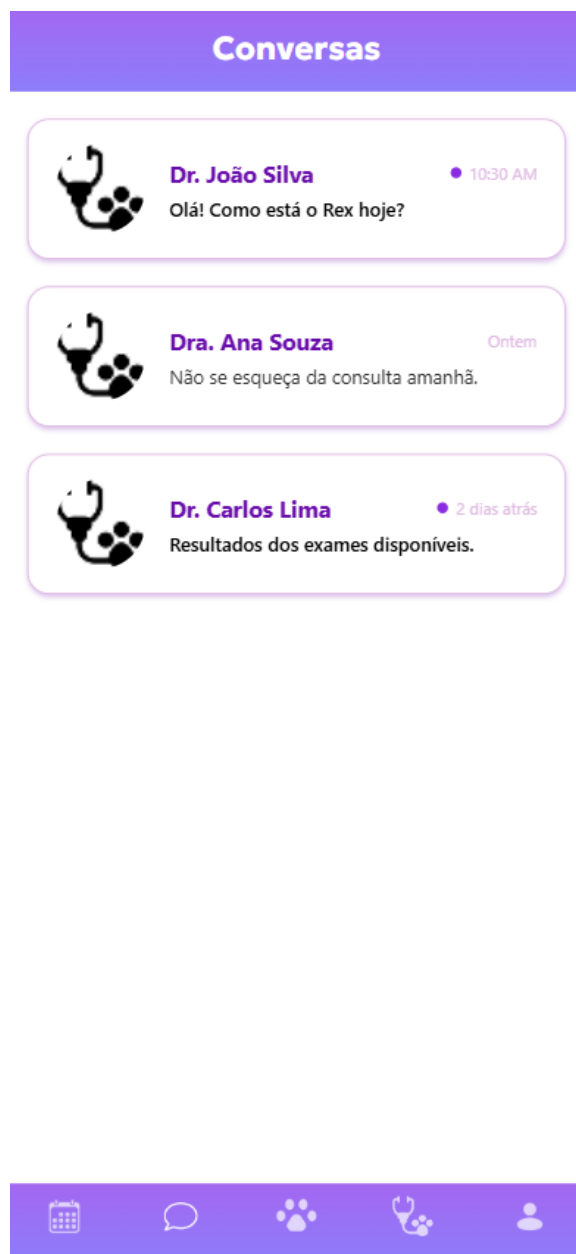 Conversas
Dr. João Silva
10:30 AM
Olá! Como está o Rex hoje?
Dra. Ana Souza
Ontem
Não se esqueça da consulta amanhã.
Dr. Carlos Lima
2 dias atrás
Resultados dos exames disponíveis.